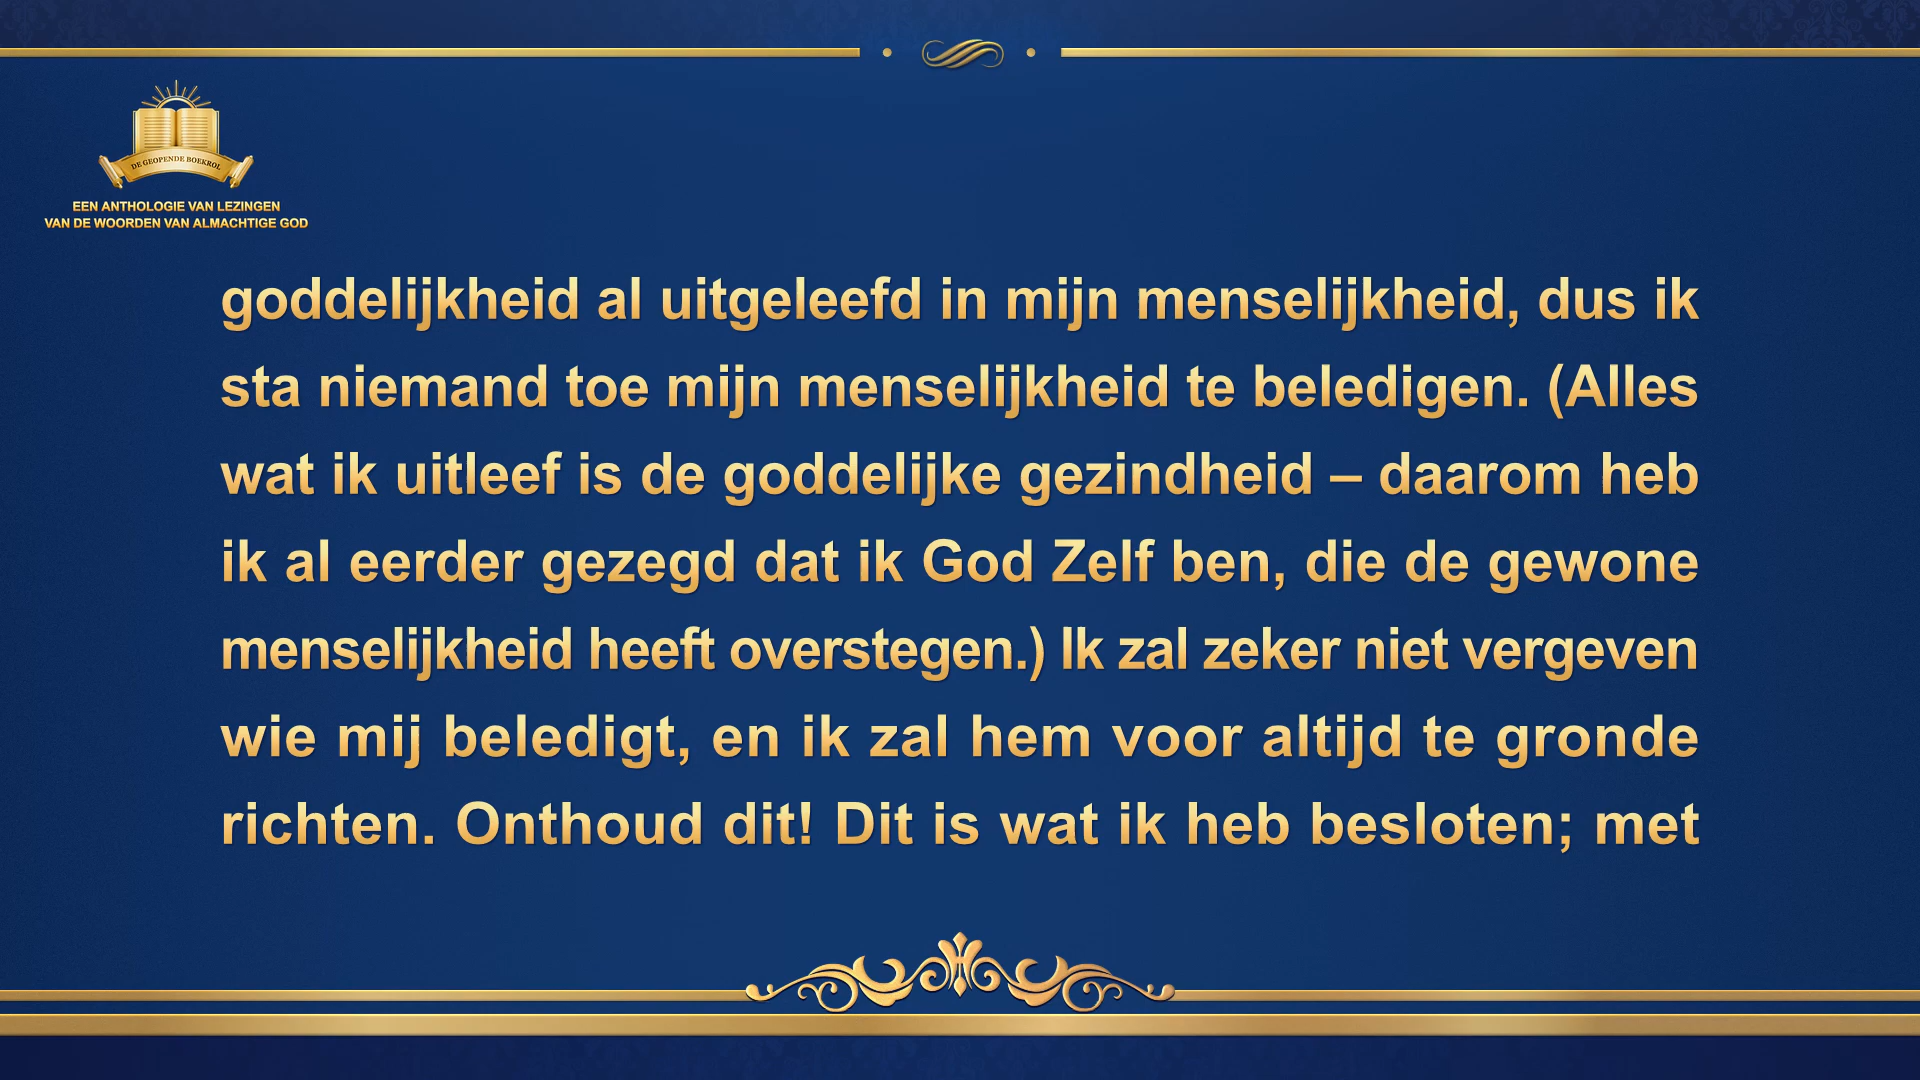 DE GEOPENDE BOEKROL
EEN ANTHOLOGIE VAN LEZINGEN
VAN DE WOORDEN VAN ALMACHTIGE GOD
goddelijkheid al uitgeleefd in mijn menselijkheid, dus ik
sta niemand toe mijn menselijkheid te beledigen. (Alles
wat ik uitleef is de goddelijke gezindheid – daarom heb
ik al eerder gezegd dat ik God Zelf ben, die de gewone
menselijkheid heeft overstegen.) Ik zal zeker niet vergeven
wie mij beledigt, en ik zal hem voor altijd te gronde
richten. Onthoud dit! Dit is wat ik heb besloten; met